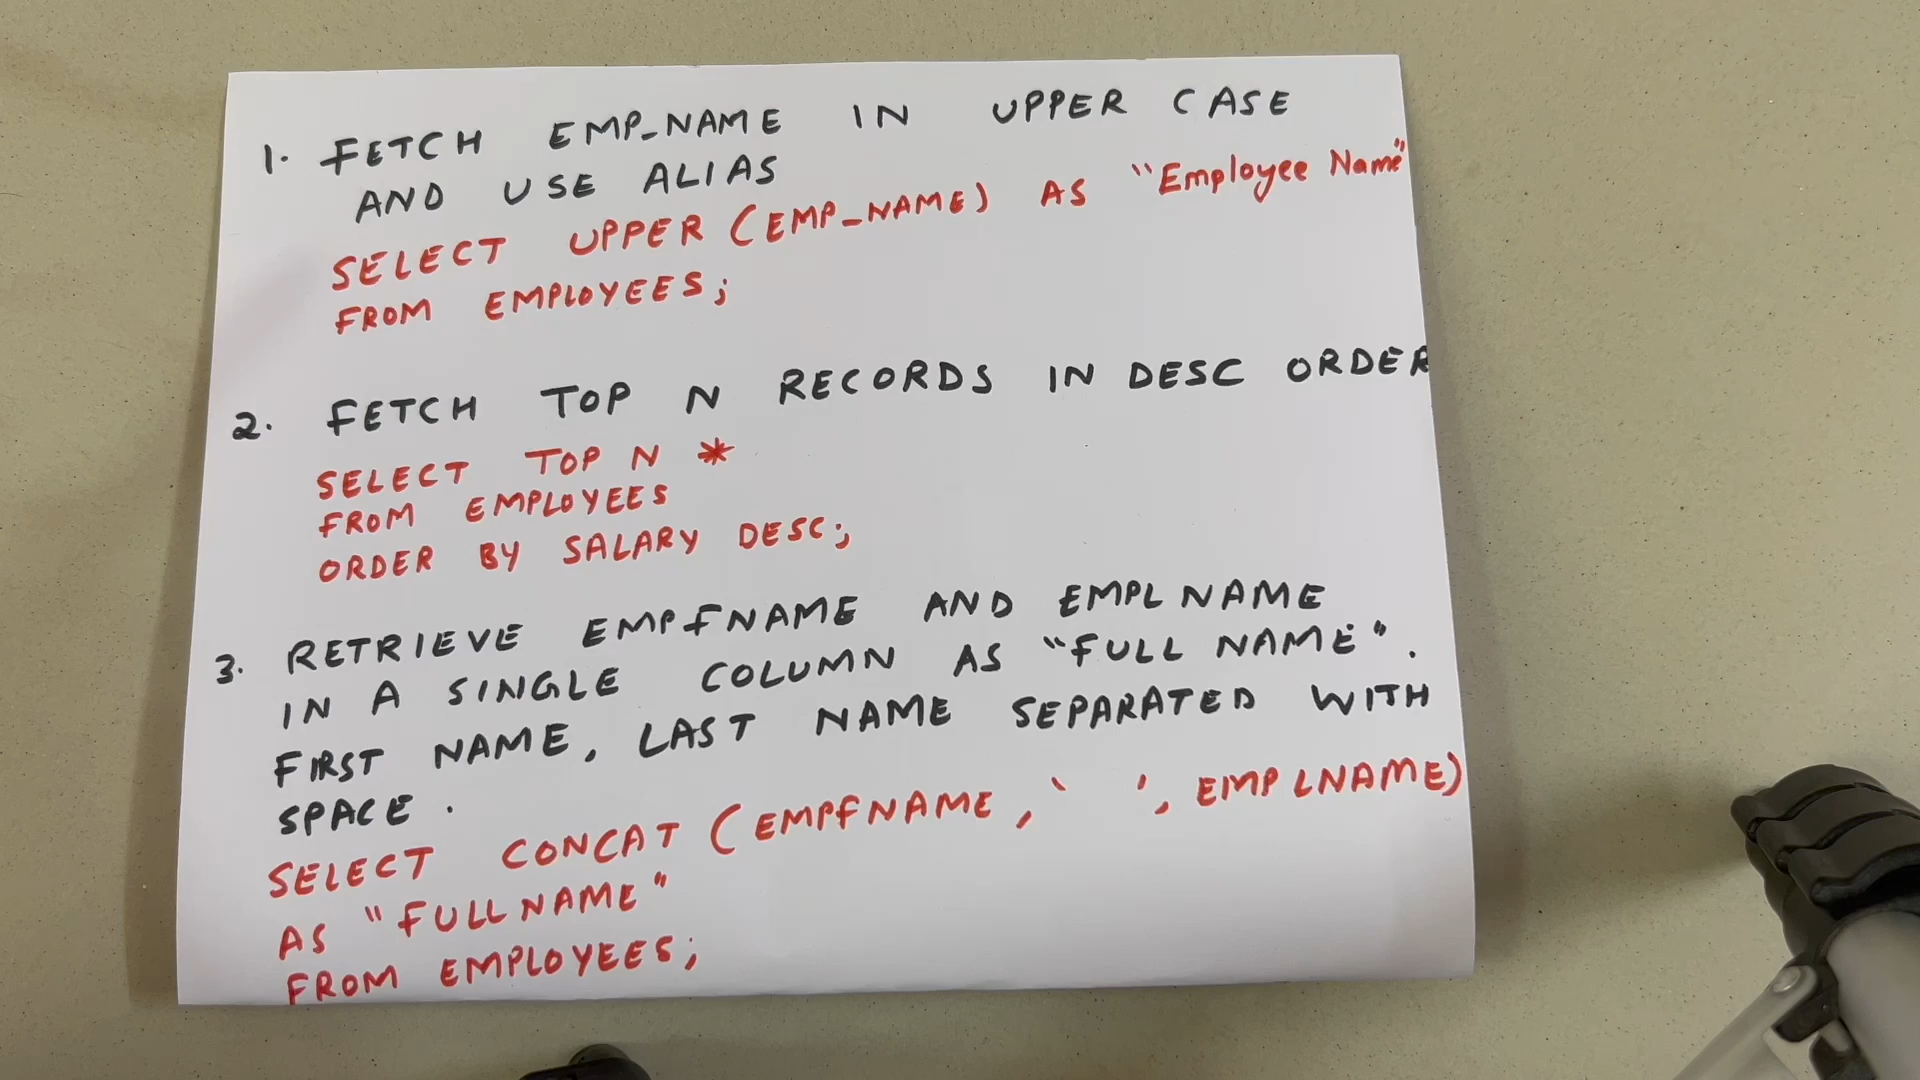 1. FETCH EMP_NAME IN UPPER CASE
AND USE ALIAS
SELECT UPPER (EMP_NAME) AS "Employee Name"
FROM EMPLOYEES;
2. FETCH TOP N RECORDS IN DESC ORDER
SELECT TOP N *
FROM EMPLOYEES
ORDER BY SALARY DESC;
3. RETRIEVE EMPFNAME AND EMPLNAME
IN A SINGLE COLUMN AS "FULL NAME".
FIRST NAME, LAST NAME SEPARATED WITH
SPACE.
SELECT CONCAT (EMPFNAME, ' ', EMPLNAME)
AS "FULLNAME"
FROM EMPLOYEES;